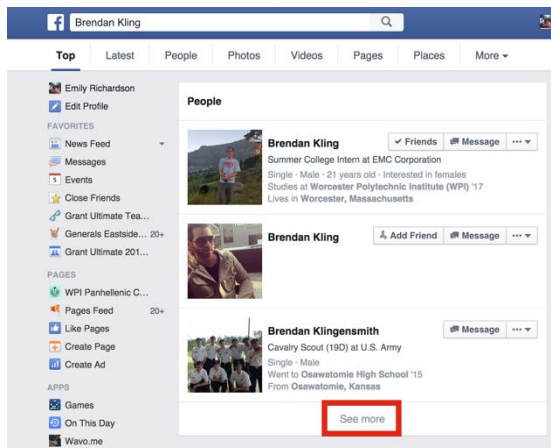 f Brendan Kling
Top Latest People Photos Videos Pages Places More
Emily Richardson
Edit Profile
FAVORITES
News Feed
Messages
5 Events
Close Friends
Grant Ultimate Tea...
Generals Eastside... 20+
Grant Ultimate 201...
PAGES
WPI Panhellenic C...
Pages Feed 20+
Like Pages
Create Page
Create Ad
APPS
Games
On This Day
Wavo.me
People
Brendan Kling Friends Message ...
Summer College Intern at EMC Corporation
Single · Male · 21 years old · Interested in females
Studies at Worcester Polytechnic Institute (WPI) '17
Lives in Worcester, Massachusetts
Brendan Kling Add Friend Message ...
Brendan Klingensmith Message ...
Cavalry Scout (19D) at U.S. Army
Single · Male
Went to Osawatomie High School '15
From Osawatomie, Kansas
See more